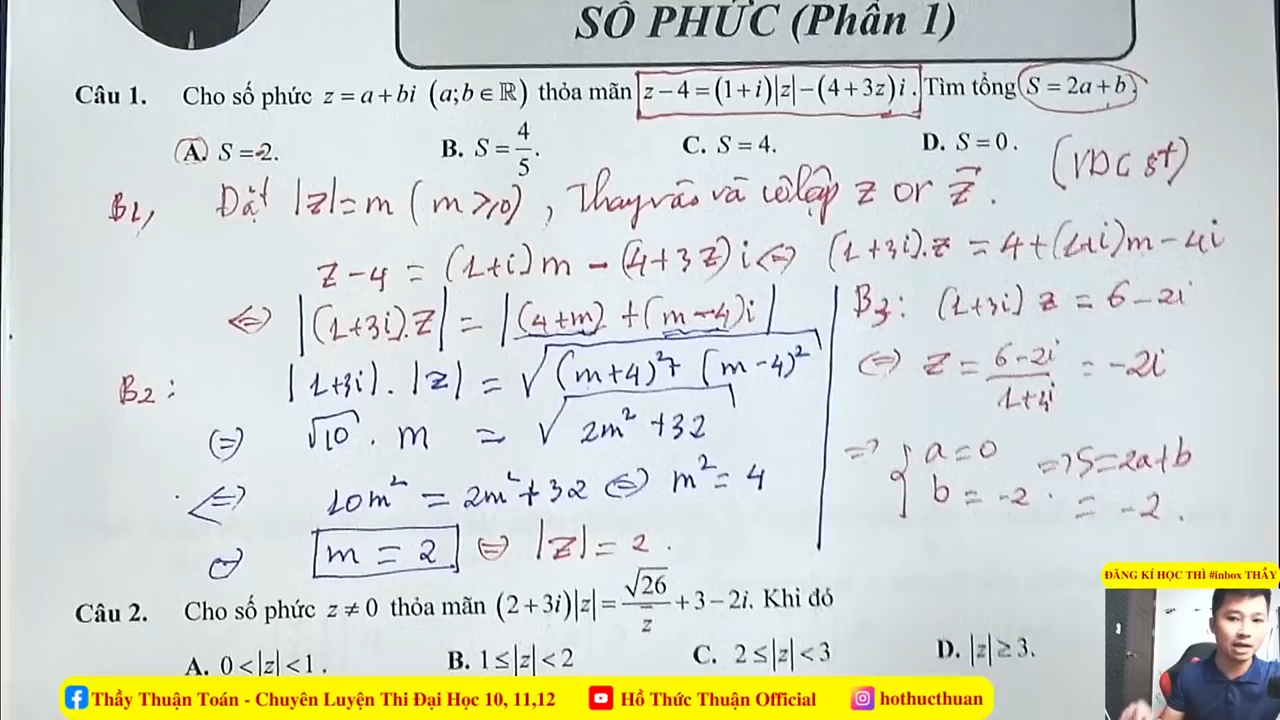 SỐ PHỨC (Phần 1)
Câu 1. Cho số phức z = a + bi (a;b ∈ ℝ) thỏa mãn z − 4 = (1+i)|z| − (4+3z)i. Tìm tổng S = 2a + b.
A. S = -2. B. S = 4/5. C. S = 4. D. S = 0.
(VDC 8+)
B1, Đặt |z| = m (m ≥ 0), Thay vào và cô lập z or z̄.
z − 4 = (1+i)m − (4+3z)i ⇔ (1+3i).z = 4 + (1+i)m − 4i
⇔ |(1+3i).z| = |(4+m) + (m−4)i|
B2: |1+3i|.|z| = √((m+4)² + (m−4)²)
⇔ √10 . m = √(2m² + 32)
⇔ 10m² = 2m² + 32 ⇔ m² = 4
⇔ m = 2 ⇔ |z| = 2.
B3: (1+3i) z = 6 − 2i
⇔ z = (6−2i)/(1+3i) = −2i
⇒ { a = 0
b = −2.
⇒ S = 2a + b
= −2.
Câu 2. Cho số phức z ≠ 0 thỏa mãn (2+3i)|z| = √26/z̄ + 3 − 2i. Khi đó
A. 0 < |z| < 1. B. 1 ≤ |z| < 2 C. 2 ≤ |z| < 3 D. |z| ≥ 3.
ĐĂNG KÍ HỌC THÌ #inbox THẦY
Thầy Thuận Toán - Chuyên Luyện Thi Đại Học 10, 11,12 Hồ Thức Thuận Official hothucthuan